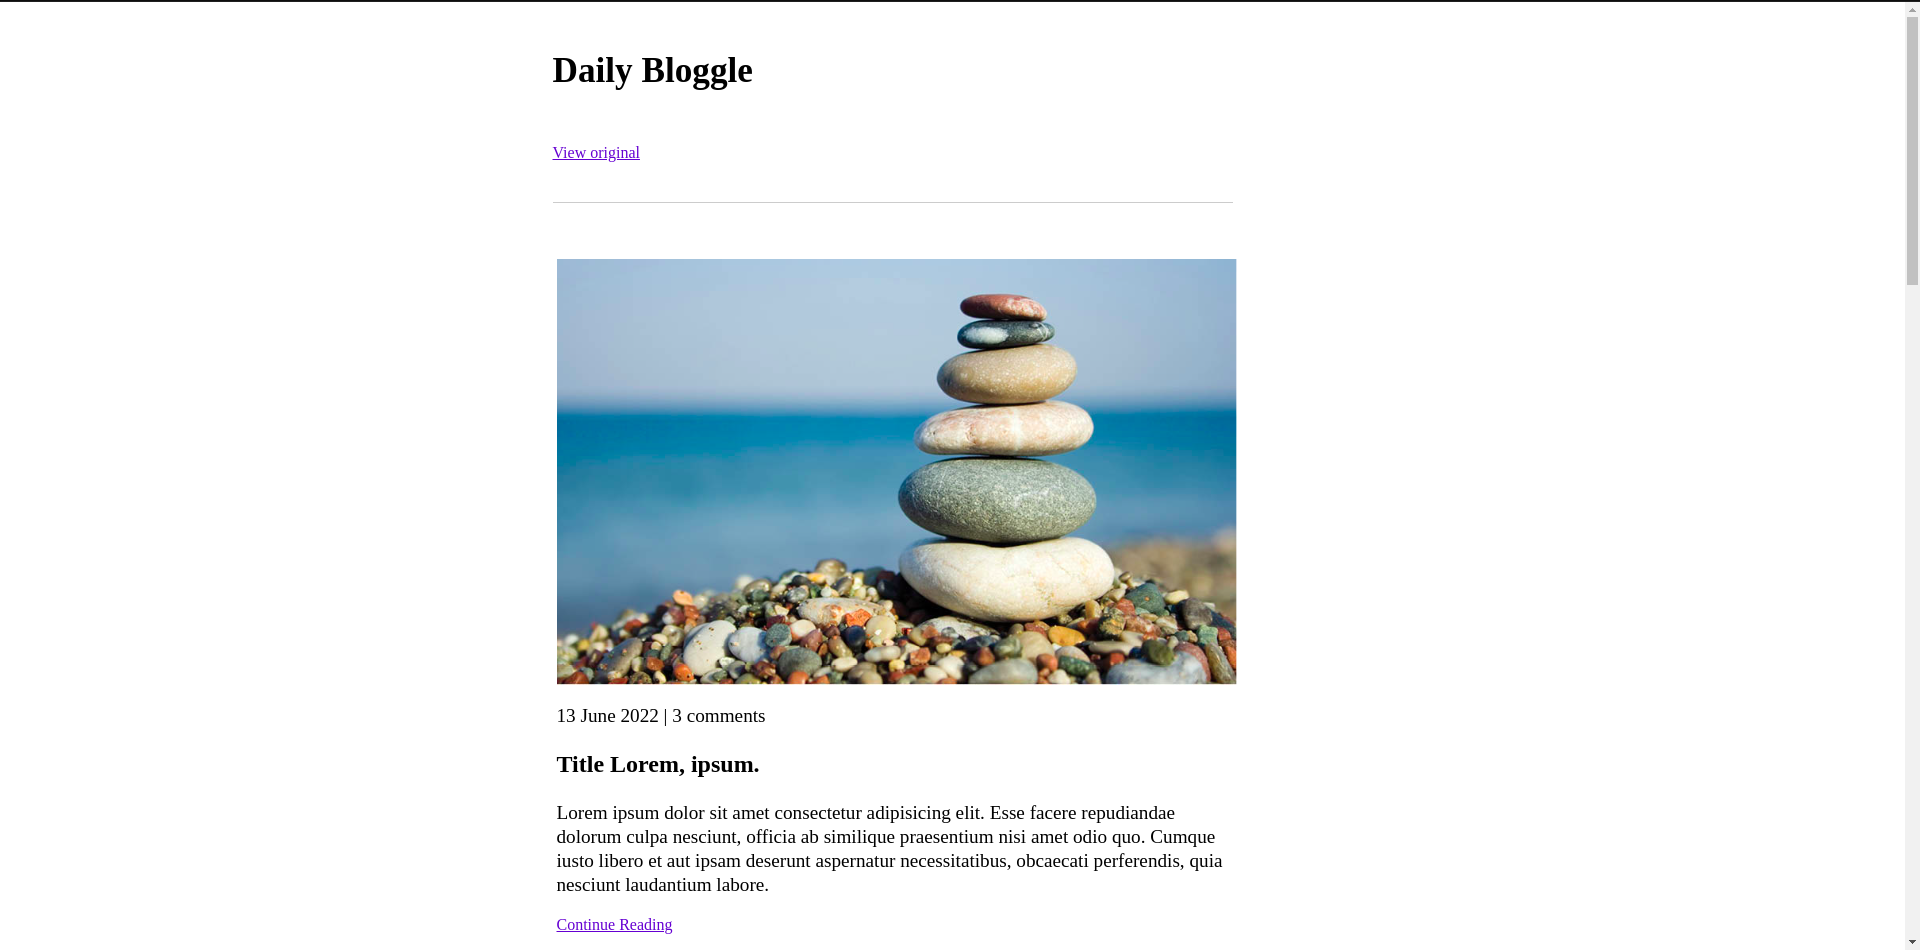 Daily Bloggle
View original
13 June 2022 | 3 comments
Title Lorem, ipsum.
Lorem ipsum dolor sit amet consectetur adipisicing elit. Esse facere repudiandae
dolorum culpa nesciunt, officia ab similique praesentium nisi amet odio quo. Cumque
iusto libero et aut ipsam deserunt aspernatur necessitatibus, obcaecati perferendis, quia
nesciunt laudantium labore.
Continue Reading